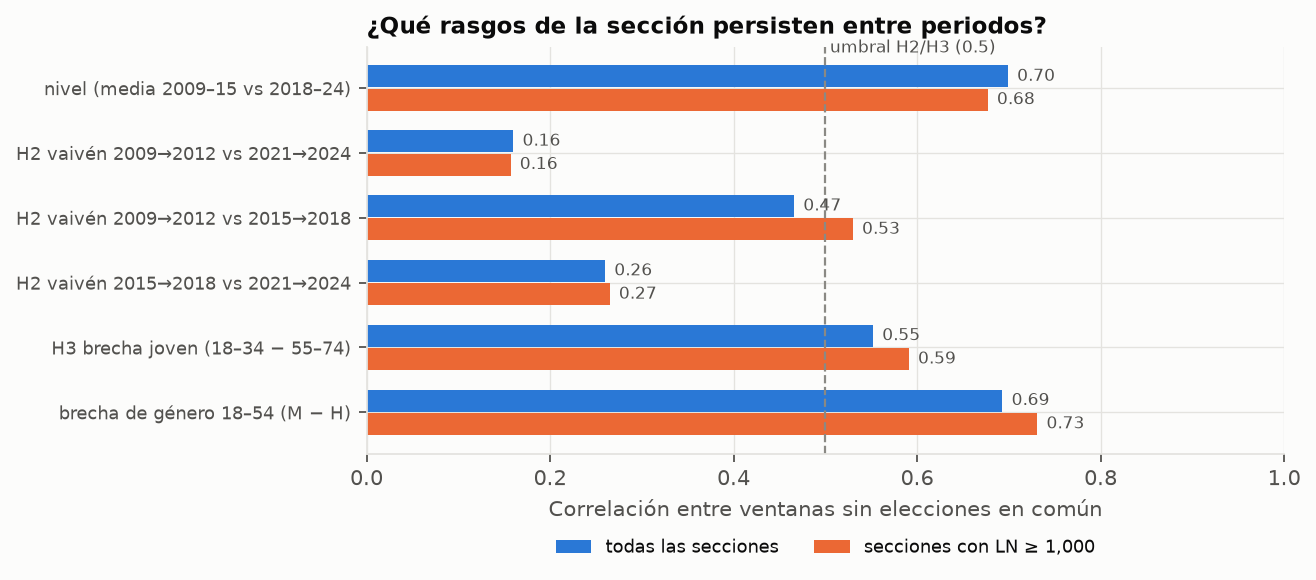 ¿Qué rasgos de la sección persisten entre periodos?
umbral H2/H3 (0.5)
nivel (media 2009–15 vs 2018–24)
0.70
0.68
H2 vaivén 2009→2012 vs 2021→2024
0.16
0.16
H2 vaivén 2009→2012 vs 2015→2018
0.47
0.53
H2 vaivén 2015→2018 vs 2021→2024
0.26
0.27
H3 brecha joven (18–34 − 55–74)
0.55
0.59
brecha de género 18–54 (M − H)
0.69
0.73
0.0 0.2 0.4 0.6 0.8 1.0
Correlación entre ventanas sin elecciones en común
todas las secciones
secciones con LN ≥ 1,000